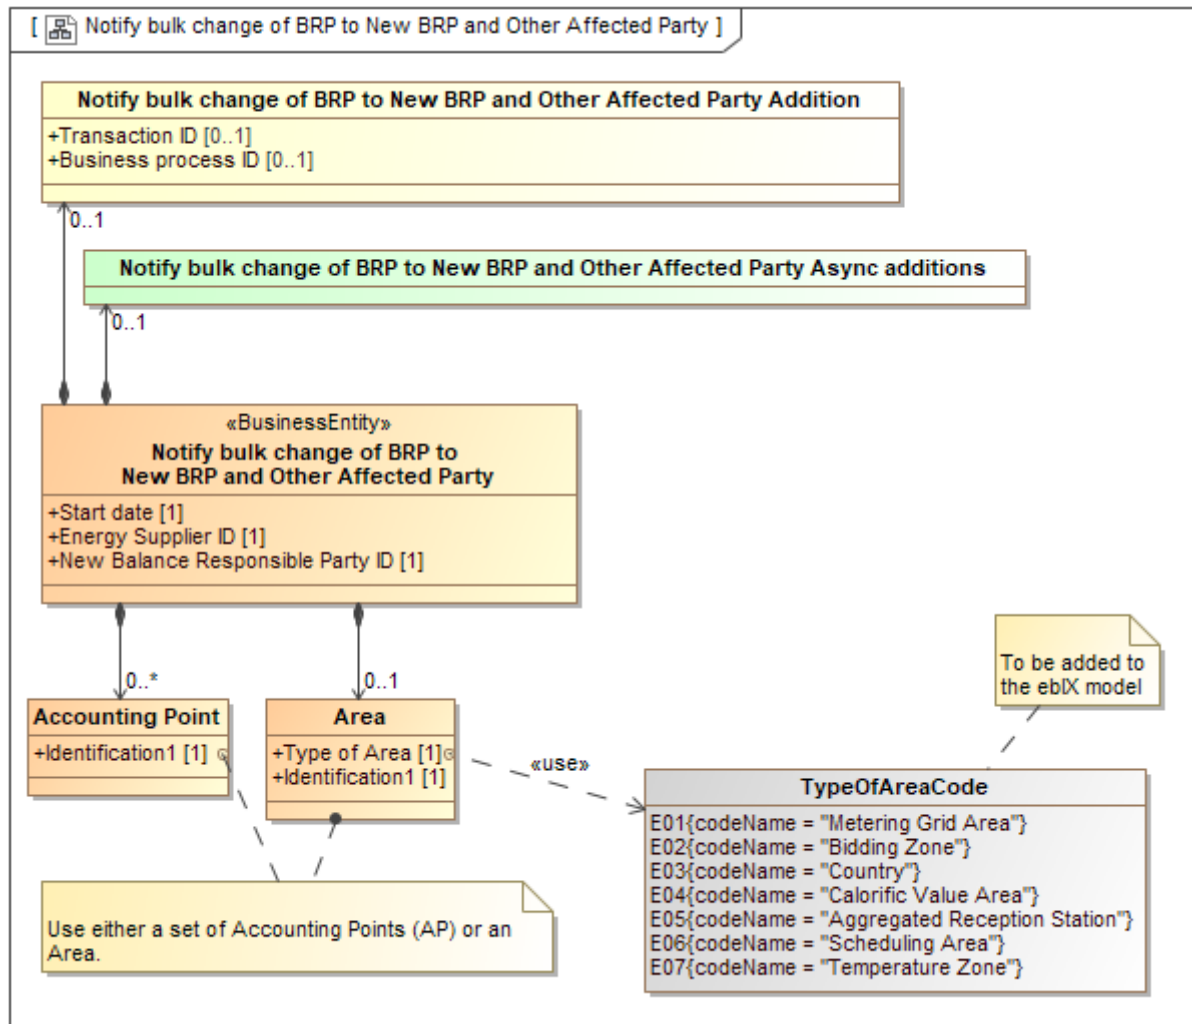 [ Notify bulk change of BRP to New BRP and Other Affected Party ]
Notify bulk change of BRP to New BRP and Other Affected Party Addition
+Transaction ID [0..1]
+Business process ID [0..1]
0..1
Notify bulk change of BRP to New BRP and Other Affected Party Async additions
0..1
«BusinessEntity»
Notify bulk change of BRP to
New BRP and Other Affected Party
+Start date [1]
+Energy Supplier ID [1]
+New Balance Responsible Party ID [1]
0..*
0..1
Accounting Point
+Identification1 [1]
Area
+Type of Area [1]
+Identification1 [1]
«use»
To be added to
the ebIX model
TypeOfAreaCode
E01{codeName = "Metering Grid Area"}
E02{codeName = "Bidding Zone"}
E03{codeName = "Country"}
E04{codeName = "Calorific Value Area"}
E05{codeName = "Aggregated Reception Station"}
E06{codeName = "Scheduling Area"}
E07{codeName = "Temperature Zone"}
Use either a set of Accounting Points (AP) or an
Area.